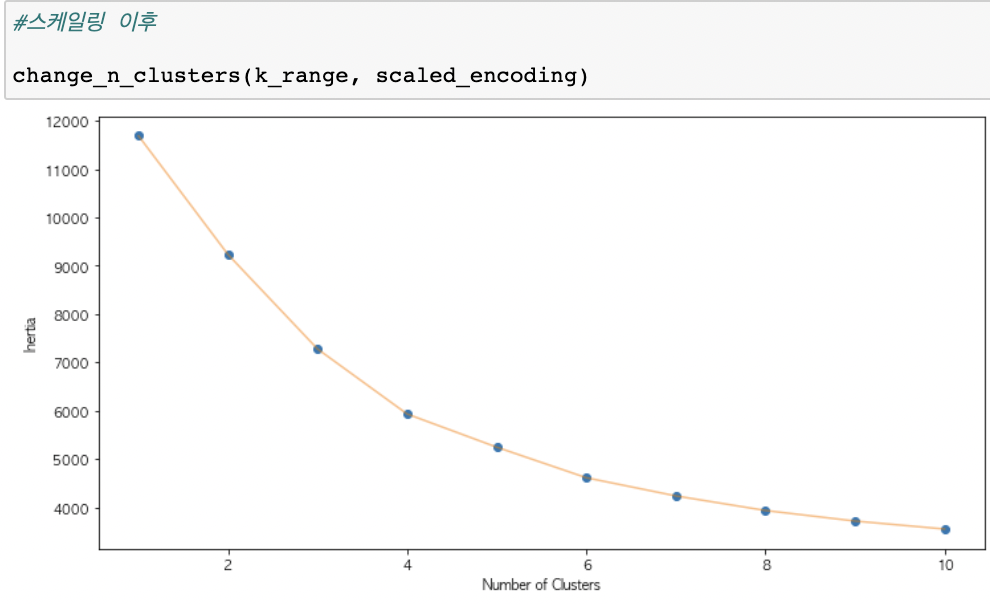 #스케일링 이후
change_n_clusters(k_range, scaled_encoding)
12000
11000
10000
9000
8000
7000
6000
5000
4000
Inertia
2 4 6 8 10
Number of Clusters